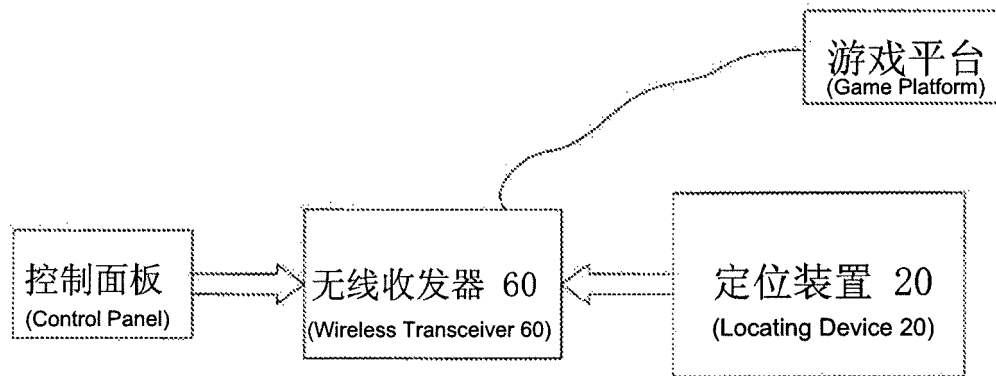 游戏平台
(Game Platform)
控制面板
(Control Panel)
无线收发器 60
(Wireless Transceiver 60)
定位装置 20
(Locating Device 20)